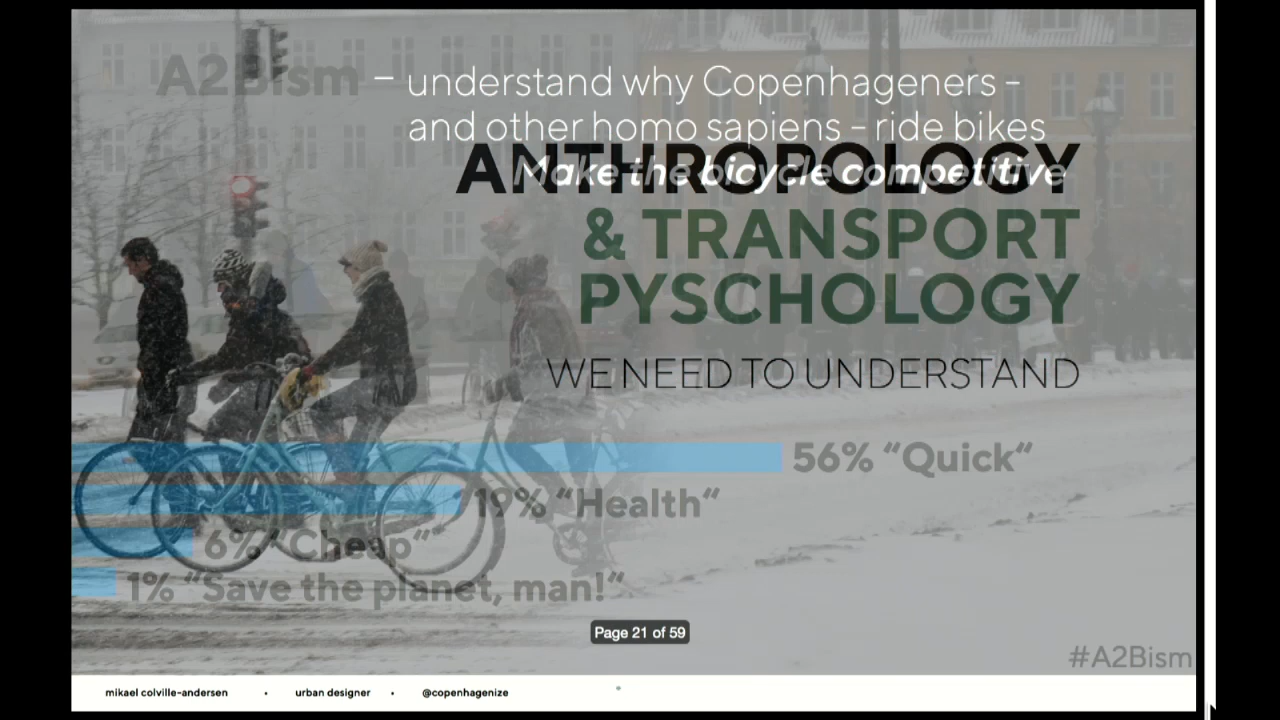 A2Bism – understand why Copenhageners –
and other homo sapiens – ride bikes
Make the bicycle competitive
ANTHROPOLOGY
& TRANSPORT
PYSCHOLOGY
WE NEED TO UNDERSTAND
56% “Quick“
19% “Health“
6% “Cheap“
1% “Save the planet, man!“
Page 21 of 59
#A2Bism
mikael colville-andersen • urban designer • @copenhagenize